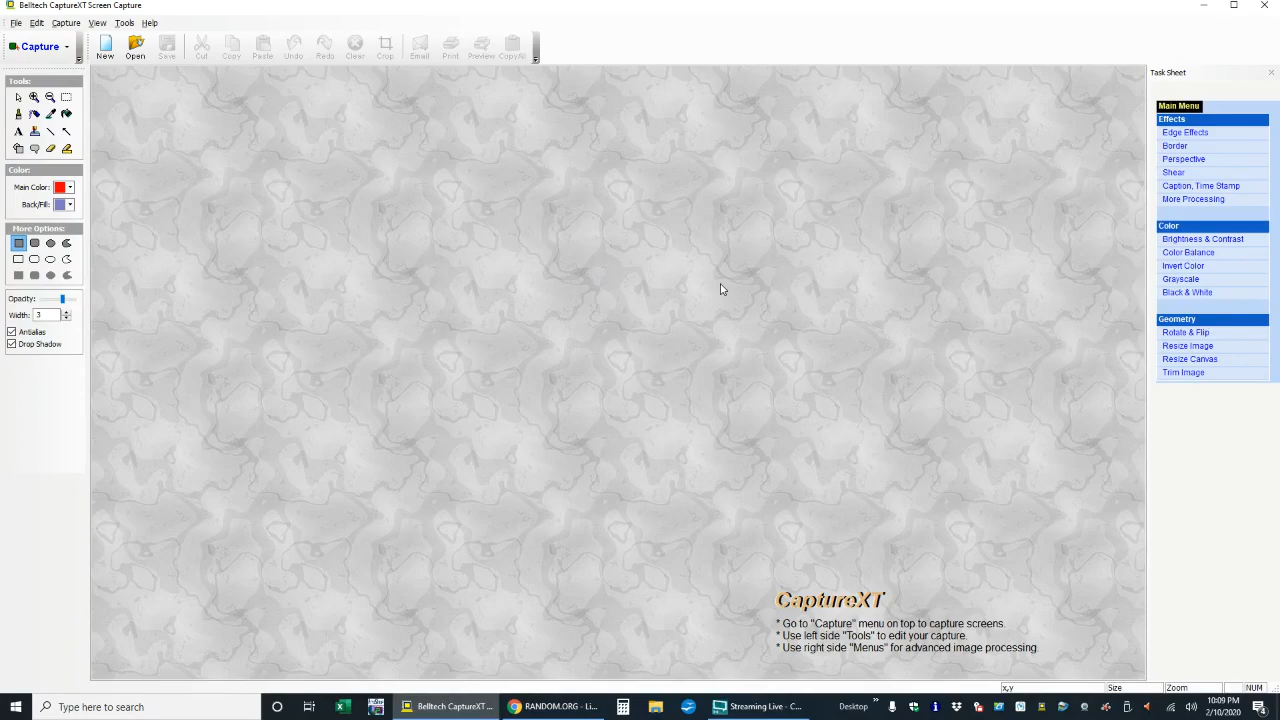 Belltech CaptureXT Screen Capture
File Edit Capture View Tools Help
Capture New Open Save Cut Copy Paste Undo Redo Clear Crop Email Print Preview CopyAll
Tools:
A
Color:
Main Color:
Back/Fill:
More Options:
Opacity:
Width: 3
Antialias
Drop Shadow
Task Sheet
Main Menu
Effects
Edge Effects
Border
Perspective
Shear
Caption, Time Stamp
More Processing
Color
Brightness & Contrast
Color Balance
Invert Color
Grayscale
Black & White
Geometry
Rotate & Flip
Resize Image
Resize Canvas
Trim Image
CaptureXT
* Go to "Capture" menu on top to capture screens.
* Use left side "Tools" to edit your capture.
* Use right side "Menus" for advanced image processing.
x,y Size Zoom NUM
Type here to search
Belltech CaptureXT ...
RANDOM.ORG - Li...
Streaming Live - C...
Desktop
10:09 PM
2/10/2020